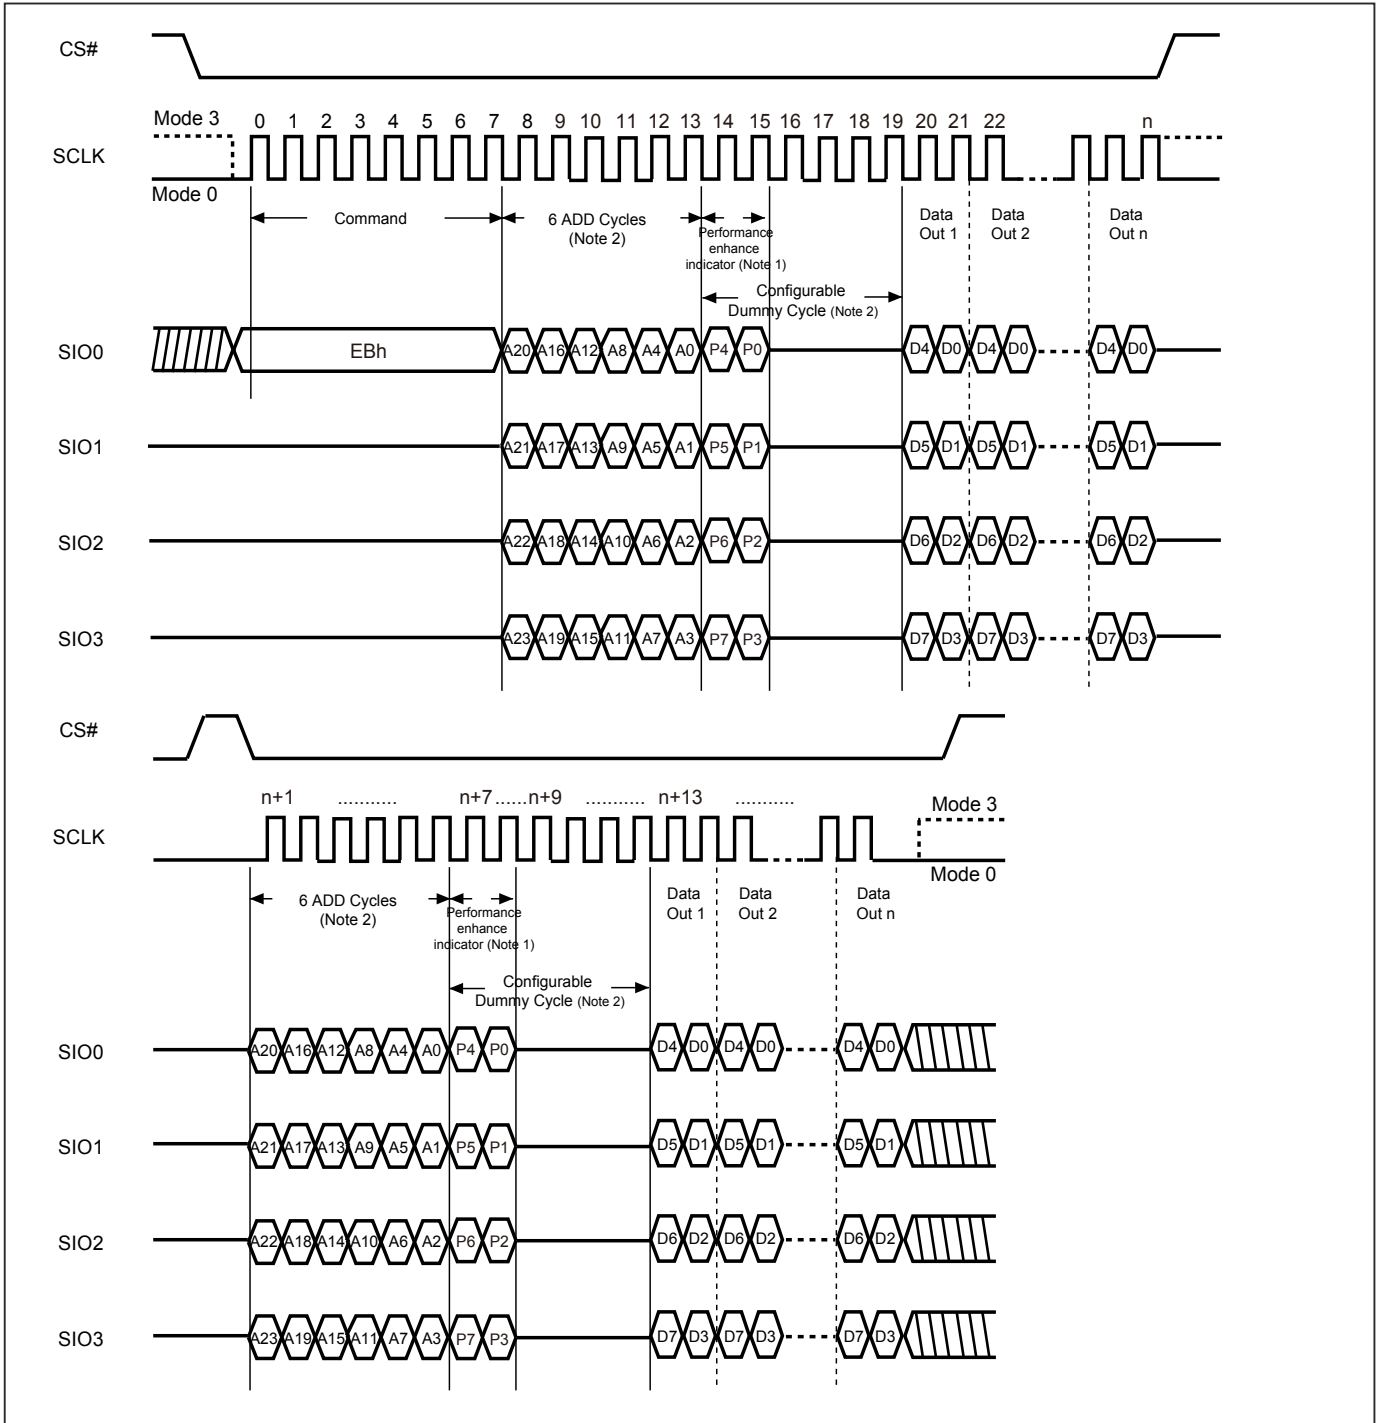 CS#
Mode 3
0 1 2 3 4 5 6 7 8 9 10 11 12 13 14 15 16 17 18 19 20 21 22 n
SCLK
Mode 0
Command
6 ADD Cycles
(Note 2)
Performance
enhance
indicator (Note 1)
Data
Out 1
Data
Out 2
Data
Out n
Configurable
Dummy Cycle (Note 2)
SIO0 EBh A20 A16 A12 A8 A4 A0 P4 P0 D4 D0 D4 D0 D4 D0
SIO1 A21 A17 A13 A9 A5 A1 P5 P1 D5 D1 D5 D1 D5 D1
SIO2 A22 A18 A14 A10 A6 A2 P6 P2 D6 D2 D6 D2 D6 D2
SIO3 A23 A19 A15 A11 A7 A3 P7 P3 D7 D3 D7 D3 D7 D3
CS#
n+1 ........... n+7......n+9 ........... n+13 ...........
Mode 3
SCLK
Mode 0
6 ADD Cycles
(Note 2)
Performance
enhance
indicator (Note 1)
Data
Out 1
Data
Out 2
Data
Out n
Configurable
Dummy Cycle (Note 2)
SIO0 A20 A16 A12 A8 A4 A0 P4 P0 D4 D0 D4 D0 D4 D0
SIO1 A21 A17 A13 A9 A5 A1 P5 P1 D5 D1 D5 D1 D5 D1
SIO2 A22 A18 A14 A10 A6 A2 P6 P2 D6 D2 D6 D2 D6 D2
SIO3 A23 A19 A15 A11 A7 A3 P7 P3 D7 D3 D7 D3 D7 D3